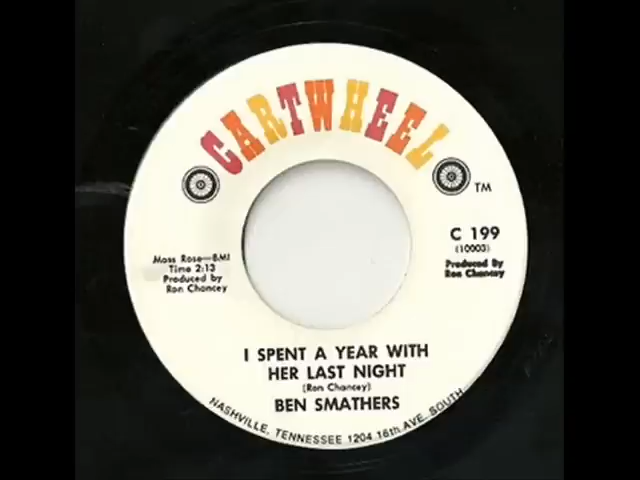 CARTWHEEL
TM
C 199
(10003)
Produced By
Ron Chancey
Moss Rose—BMI
Time 2:13
Produced by
Ron Chancey
I SPENT A YEAR WITH
HER LAST NIGHT
(Ron Chancey)
BEN SMATHERS
NASHVILLE, TENNESSEE 1204 16th AVE. SOUTH